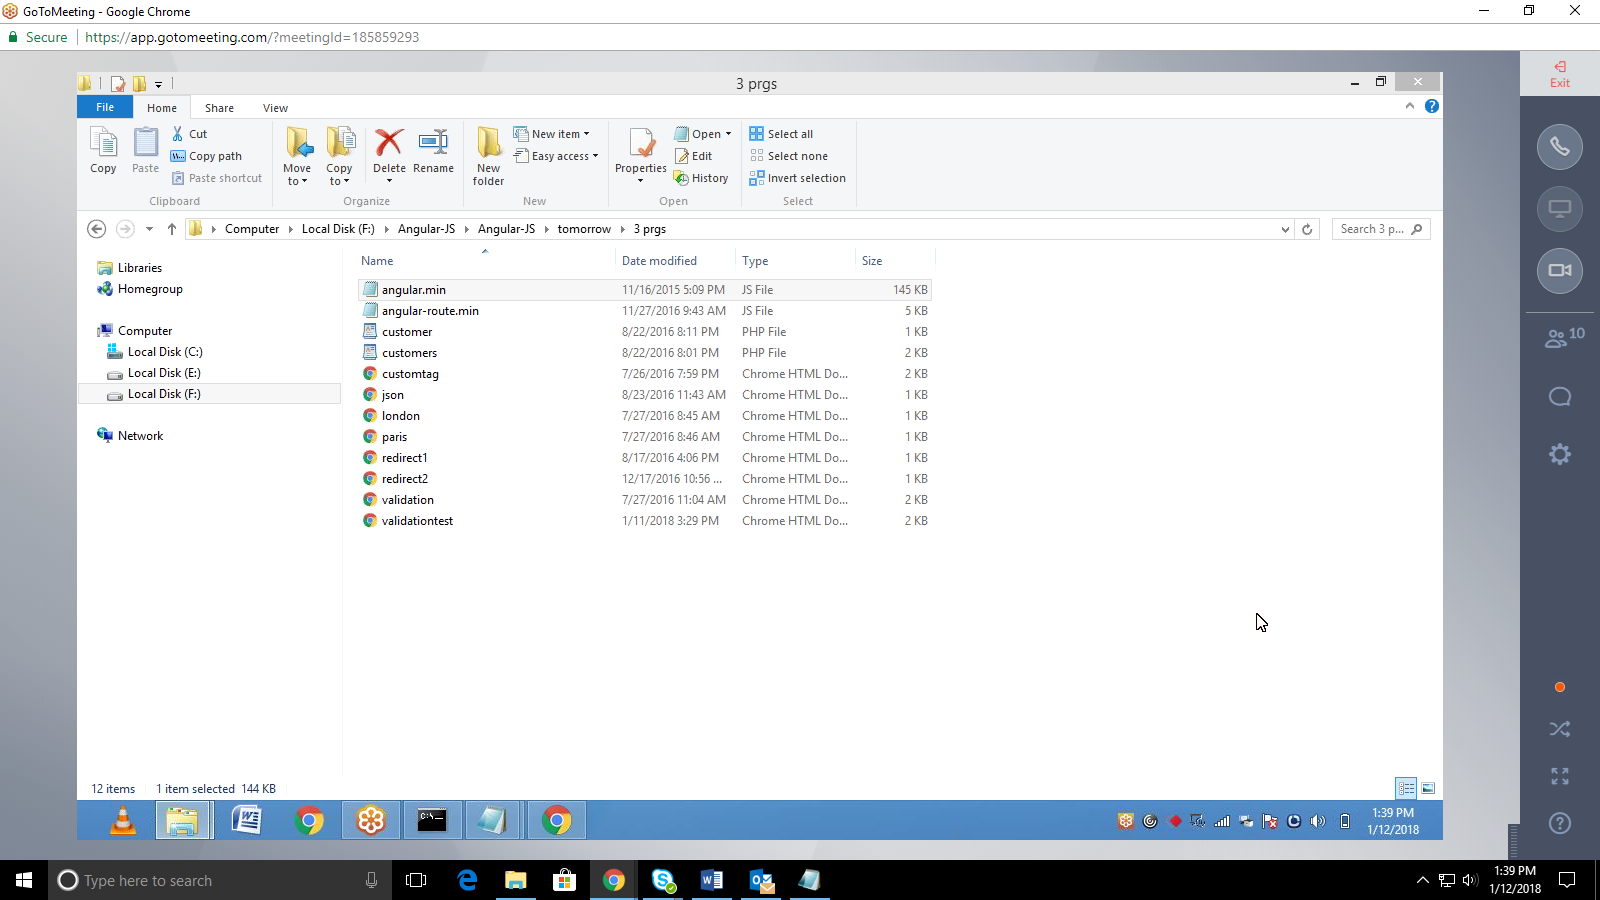 GoToMeeting - Google Chrome
Secure https://app.gotomeeting.com/?meetingId=185859293
Exit
3 prgs
File Home Share View
Copy
Paste
Cut
Copy path
Paste shortcut
Clipboard
Move to
Copy to
Delete
Rename
Organize
New folder
New item
Easy access
New
Properties
Open
Edit
History
Open
Select all
Select none
Invert selection
Select
Computer Local Disk (F:) Angular-JS Angular-JS tomorrow 3 prgs
Search 3 p...
Libraries
Homegroup
Computer
Local Disk (C:)
Local Disk (E:)
Local Disk (F:)
Network
Name Date modified Type Size
angular.min 11/16/2015 5:09 PM JS File 145 KB
angular-route.min 11/27/2016 9:43 AM JS File 5 KB
customer 8/22/2016 8:11 PM PHP File 1 KB
customers 8/22/2016 8:01 PM PHP File 2 KB
customtag 7/26/2016 7:59 PM Chrome HTML Do... 2 KB
json 8/23/2016 11:43 AM Chrome HTML Do... 1 KB
london 7/27/2016 8:45 AM Chrome HTML Do... 1 KB
paris 7/27/2016 8:46 AM Chrome HTML Do... 1 KB
redirect1 8/17/2016 4:06 PM Chrome HTML Do... 1 KB
redirect2 12/17/2016 10:56 ... Chrome HTML Do... 1 KB
validation 7/27/2016 11:04 AM Chrome HTML Do... 2 KB
validationtest 1/11/2018 3:29 PM Chrome HTML Do... 2 KB
10
12 items 1 item selected 144 KB
1:39 PM
1/12/2018
Type here to search
1:39 PM
1/12/2018